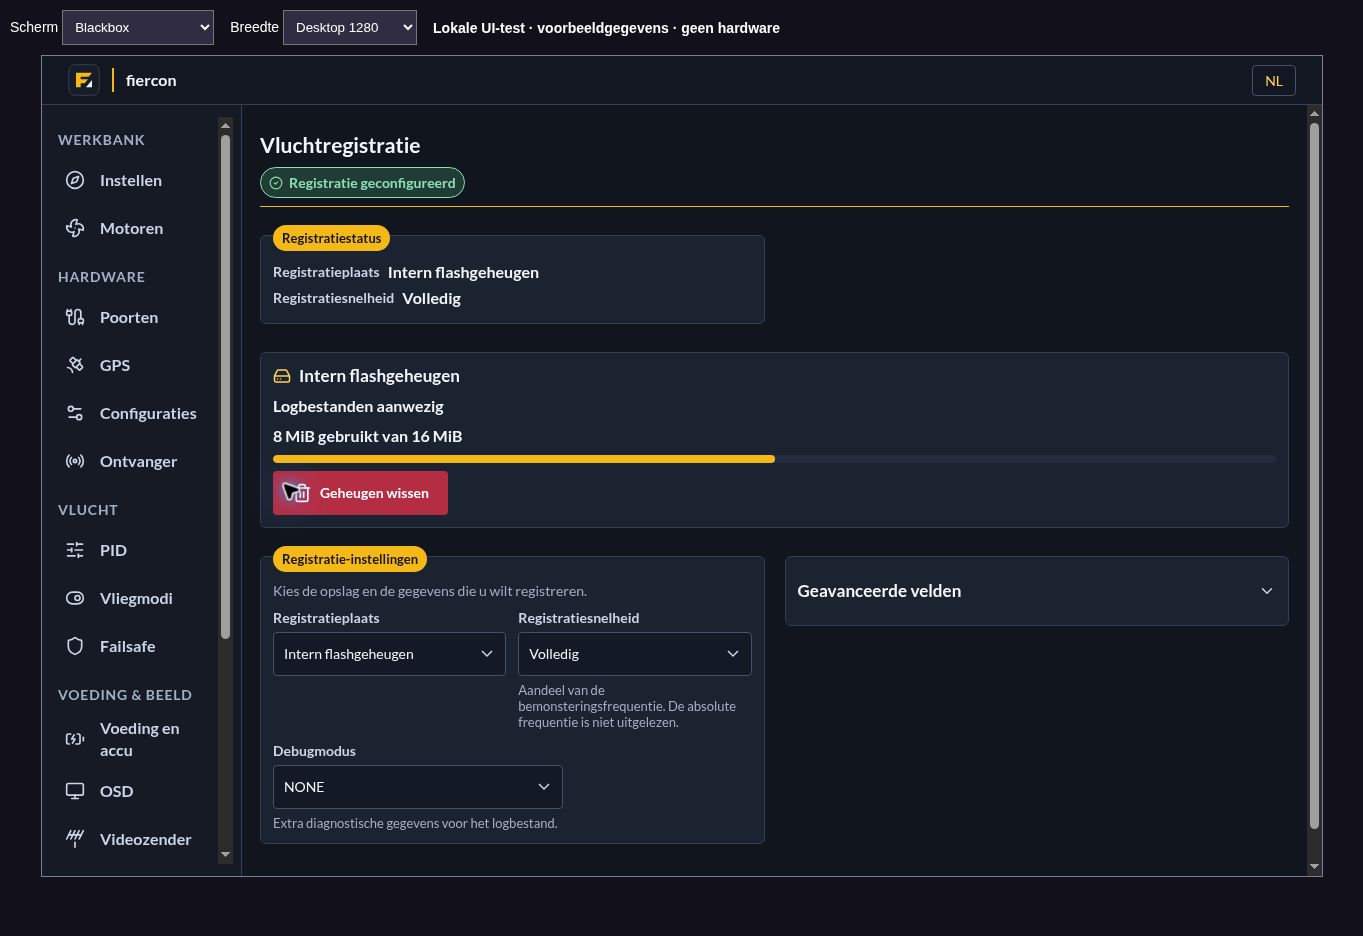 Scherm Blackbox Breedte Desktop 1280 Lokale UI-test · voorbeeldgegevens · geen hardware
fiercon
NL
WERKBANK
Instellen
Motoren
HARDWARE
Poorten
GPS
Configuraties
Ontvanger
VLUCHT
PID
Vliegmodi
Failsafe
VOEDING & BEELD
Voeding en
accu
OSD
Videozender
Vluchtregistratie
Registratie geconfigureerd
Registratiestatus
Registratieplaats Intern flashgeheugen
Registratiesnelheid Volledig
Intern flashgeheugen
Logbestanden aanwezig
8 MiB gebruikt van 16 MiB
Geheugen wissen
Registratie-instellingen
Kies de opslag en de gegevens die u wilt registreren.
Registratieplaats
Intern flashgeheugen
Registratiesnelheid
Volledig
Aandeel van de
bemonsteringsfrequentie. De absolute
frequentie is niet uitgelezen.
Debugmodus
NONE
Extra diagnostische gegevens voor het logbestand.
Geavanceerde velden